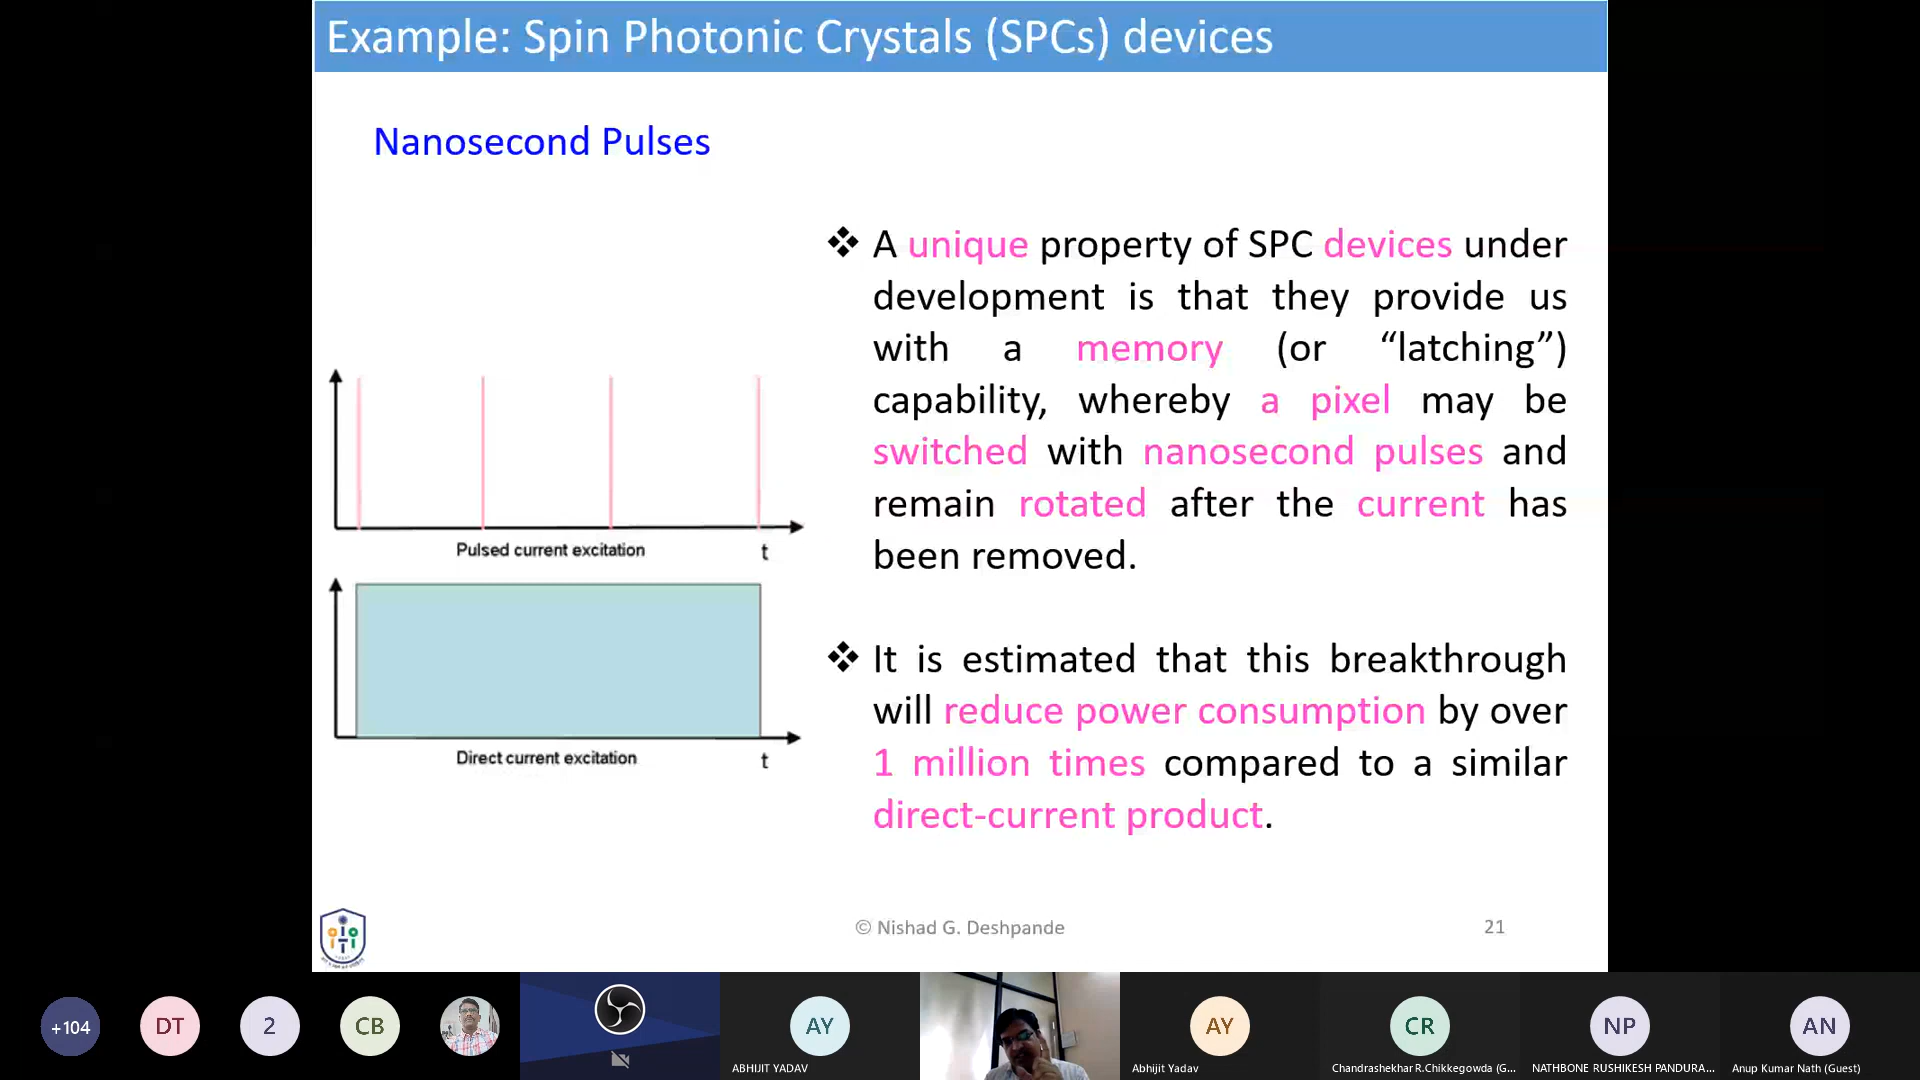 Example: Spin Photonic Crystals (SPCs) devices
Nanosecond Pulses
❖ A unique property of SPC devices under
development is that they provide us
with a memory (or “latching”)
capability, whereby a pixel may be
switched with nanosecond pulses and
remain rotated after the current has
been removed.
❖ It is estimated that this breakthrough
will reduce power consumption by over
1 million times compared to a similar
direct-current product.
Pulsed current excitation
t
Direct current excitation
t
© Nishad G. Deshpande
21
+104
DT
2
CB
AY
ABHIJIT YADAV
AY
Abhijit Yadav
CR
Chandrashekhar R.Chikkegowda (G...
NP
NATHBONE RUSHIKESH PANDURA...
AN
Anup Kumar Nath (Guest)